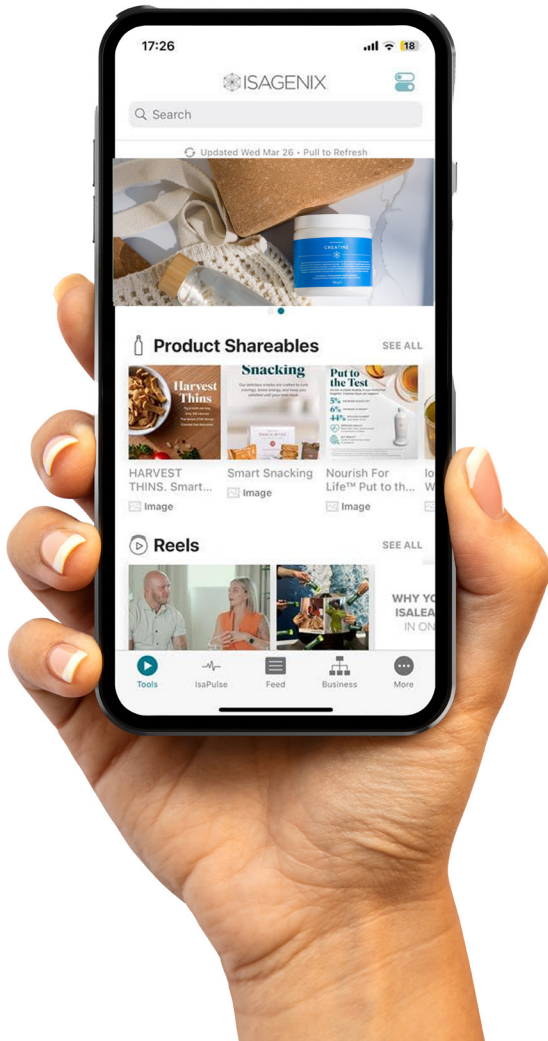 17:26
18
ISAGENIX
Search
Updated Wed Mar 26 • Pull to Refresh
CREATINE
Product Shareables
SEE ALL
Harvest
Thins
Snacking
Put to
the Test
5%
6%
44%
HARVEST
THINS. Smart...
Image
Smart Snacking
Image
Nourish For
Life™ Put to th...
Image
Reels
SEE ALL
WHY YO
ISALEA
IN ON
Tools
IsaPulse
Feed
Business
More